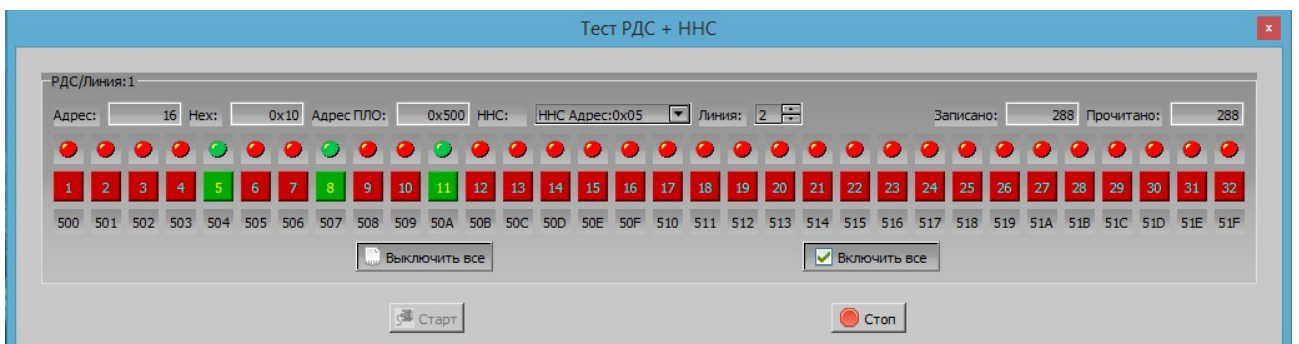 Тест РДС + ННС
x
РДС/Линия:1
Адрес: 16 Hex: 0x10 Адрес ПЛО: 0x500 ННС: ННС Адрес:0x05 Линия: 2 Записано: 288 Прочитано: 288
1 2 3 4 5 6 7 8 9 10 11 12 13 14 15 16 17 18 19 20 21 22 23 24 25 26 27 28 29 30 31 32
500 501 502 503 504 505 506 507 508 509 50A 50B 50C 50D 50E 50F 510 511 512 513 514 515 516 517 518 519 51A 51B 51C 51D 51E 51F
Выключить все Включить все
Старт Стоп